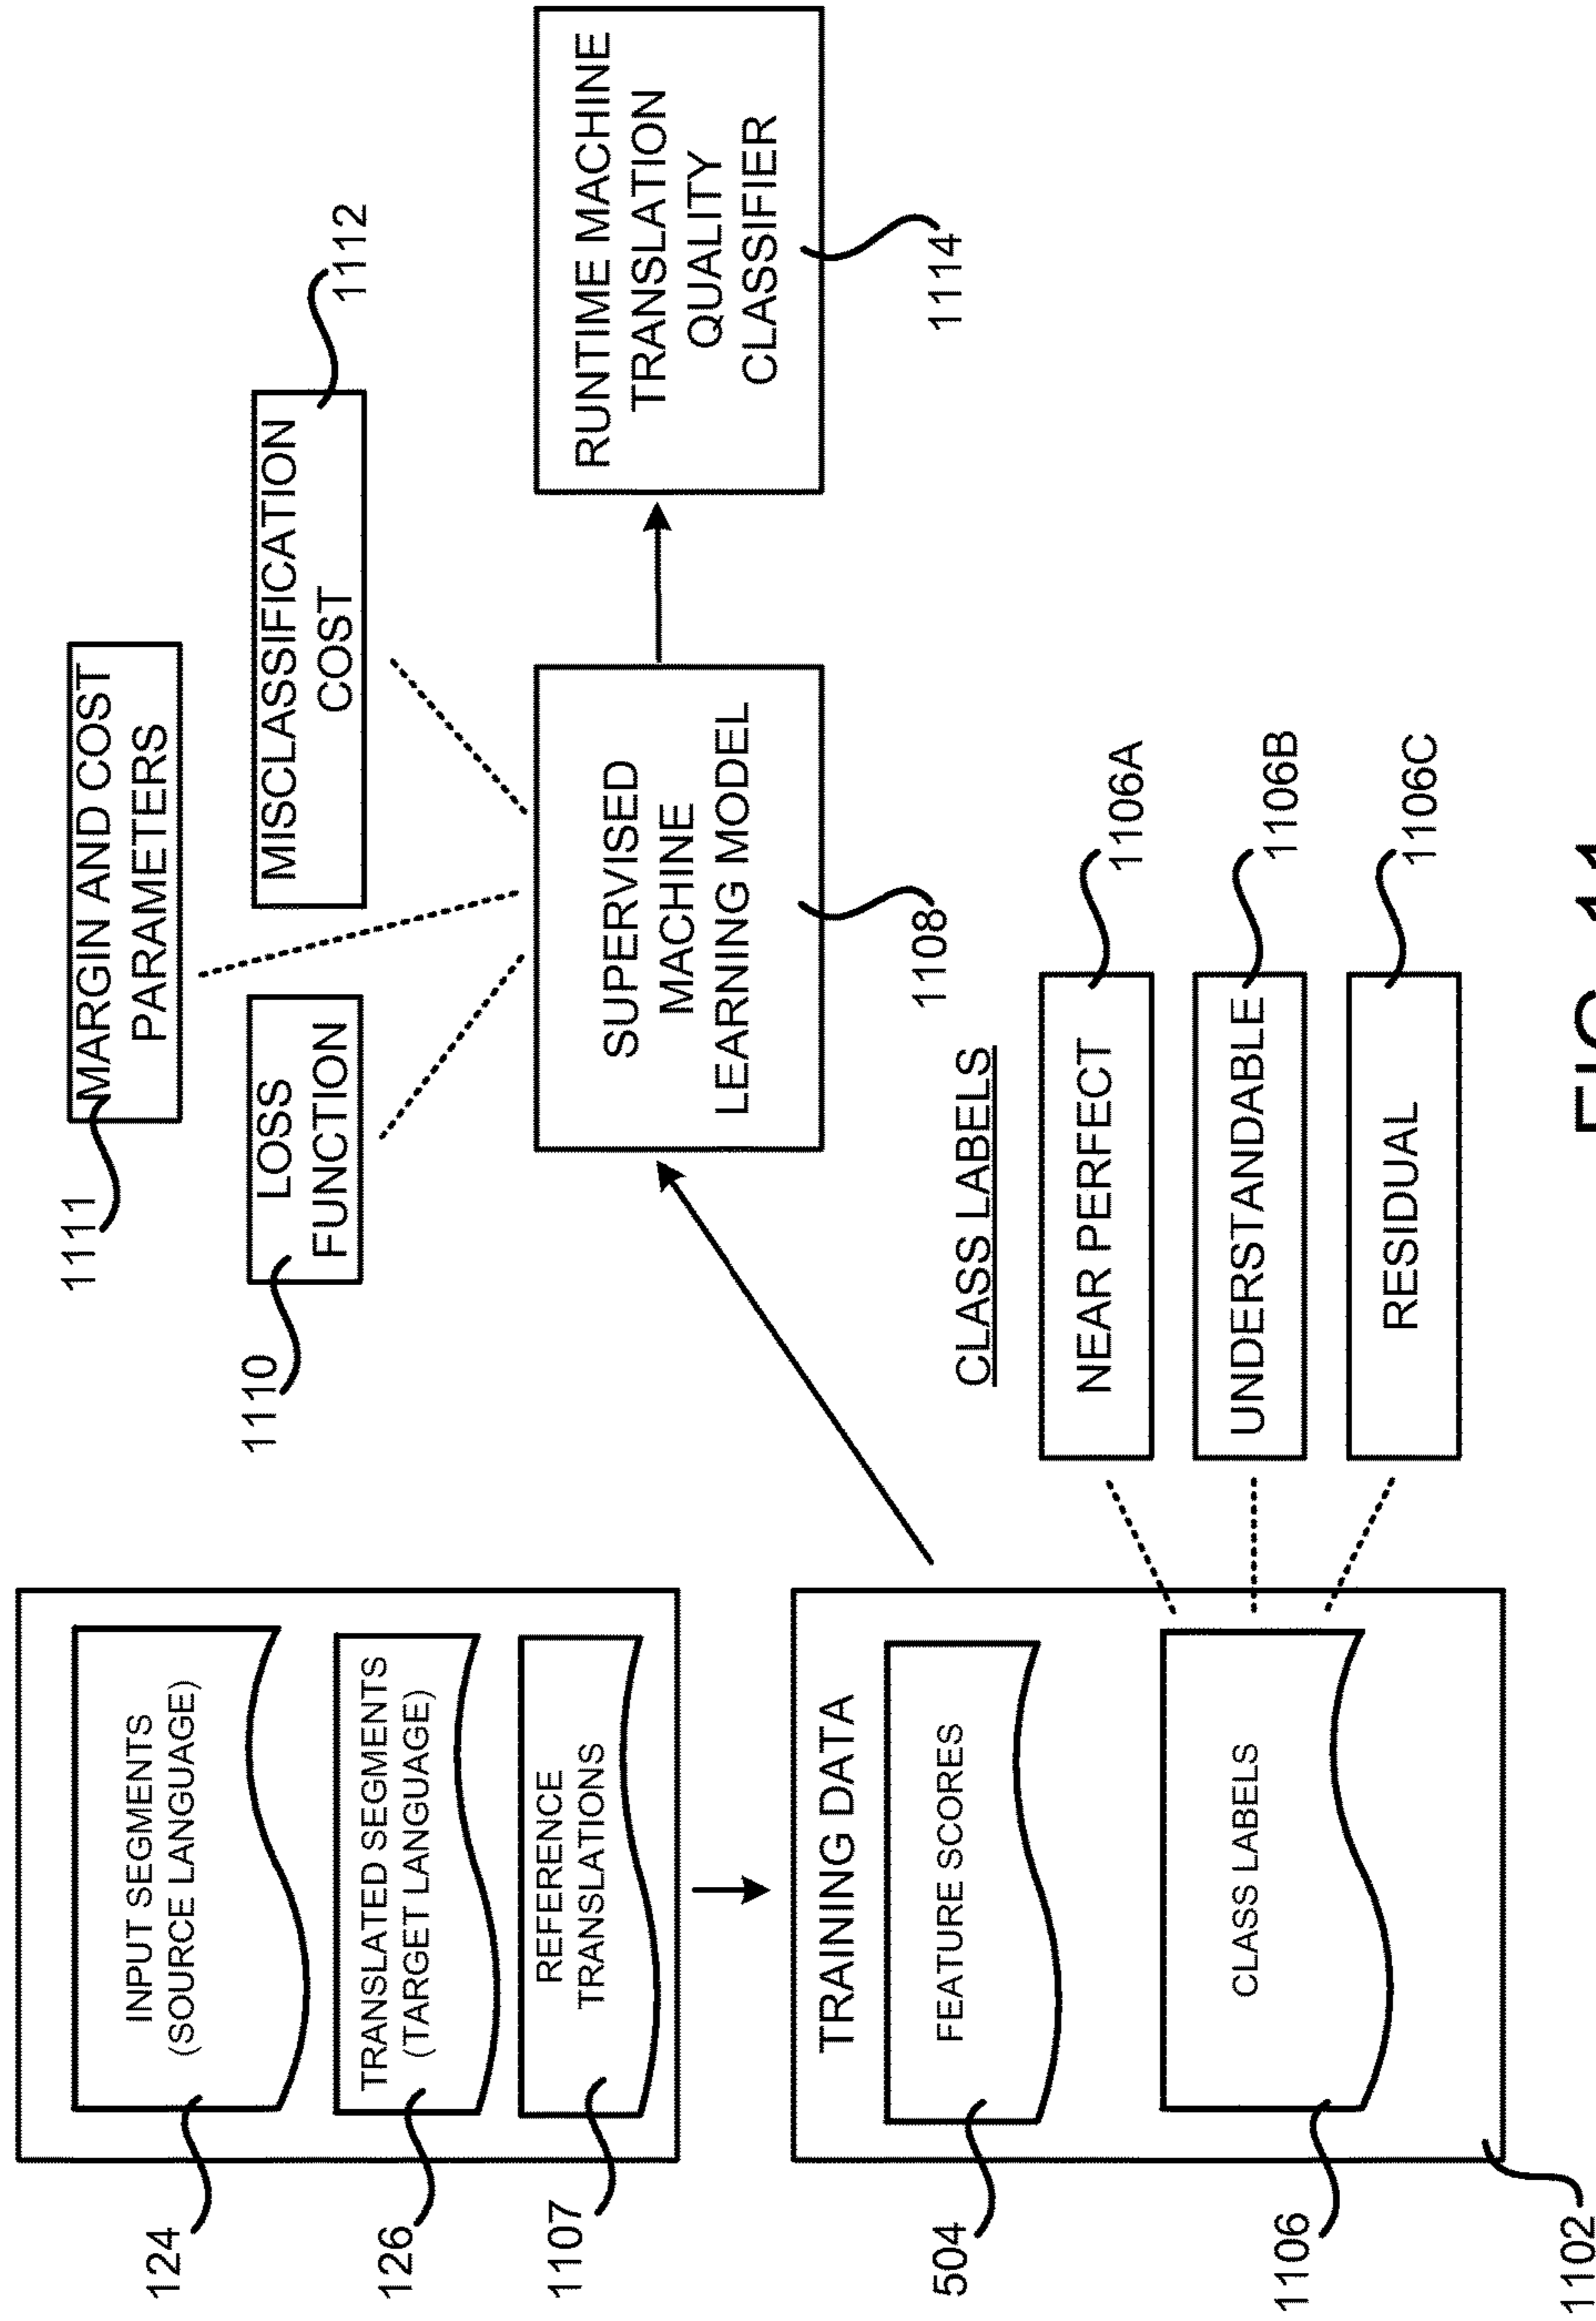 124
INPUT SEGMENTS
(SOURCE LANGUAGE)
126
TRANSLATED SEGMENTS
(TARGET LANGUAGE)
1107
REFERENCE
TRANSLATIONS
TRAINING DATA
504
FEATURE SCORES
1106
CLASS LABELS
1102
1111
MARGIN AND COST
PARAMETERS
1110
LOSS
FUNCTION
MISCLASSIFICATION
COST
1112
SUPERVISED
MACHINE
LEARNING MODEL
1108
RUNTIME MACHINE
TRANSLATION
QUALITY
CLASSIFIER
1114
CLASS LABELS
NEAR PERFECT
1106A
UNDERSTANDABLE
1106B
RESIDUAL
1106C
FIG. 11